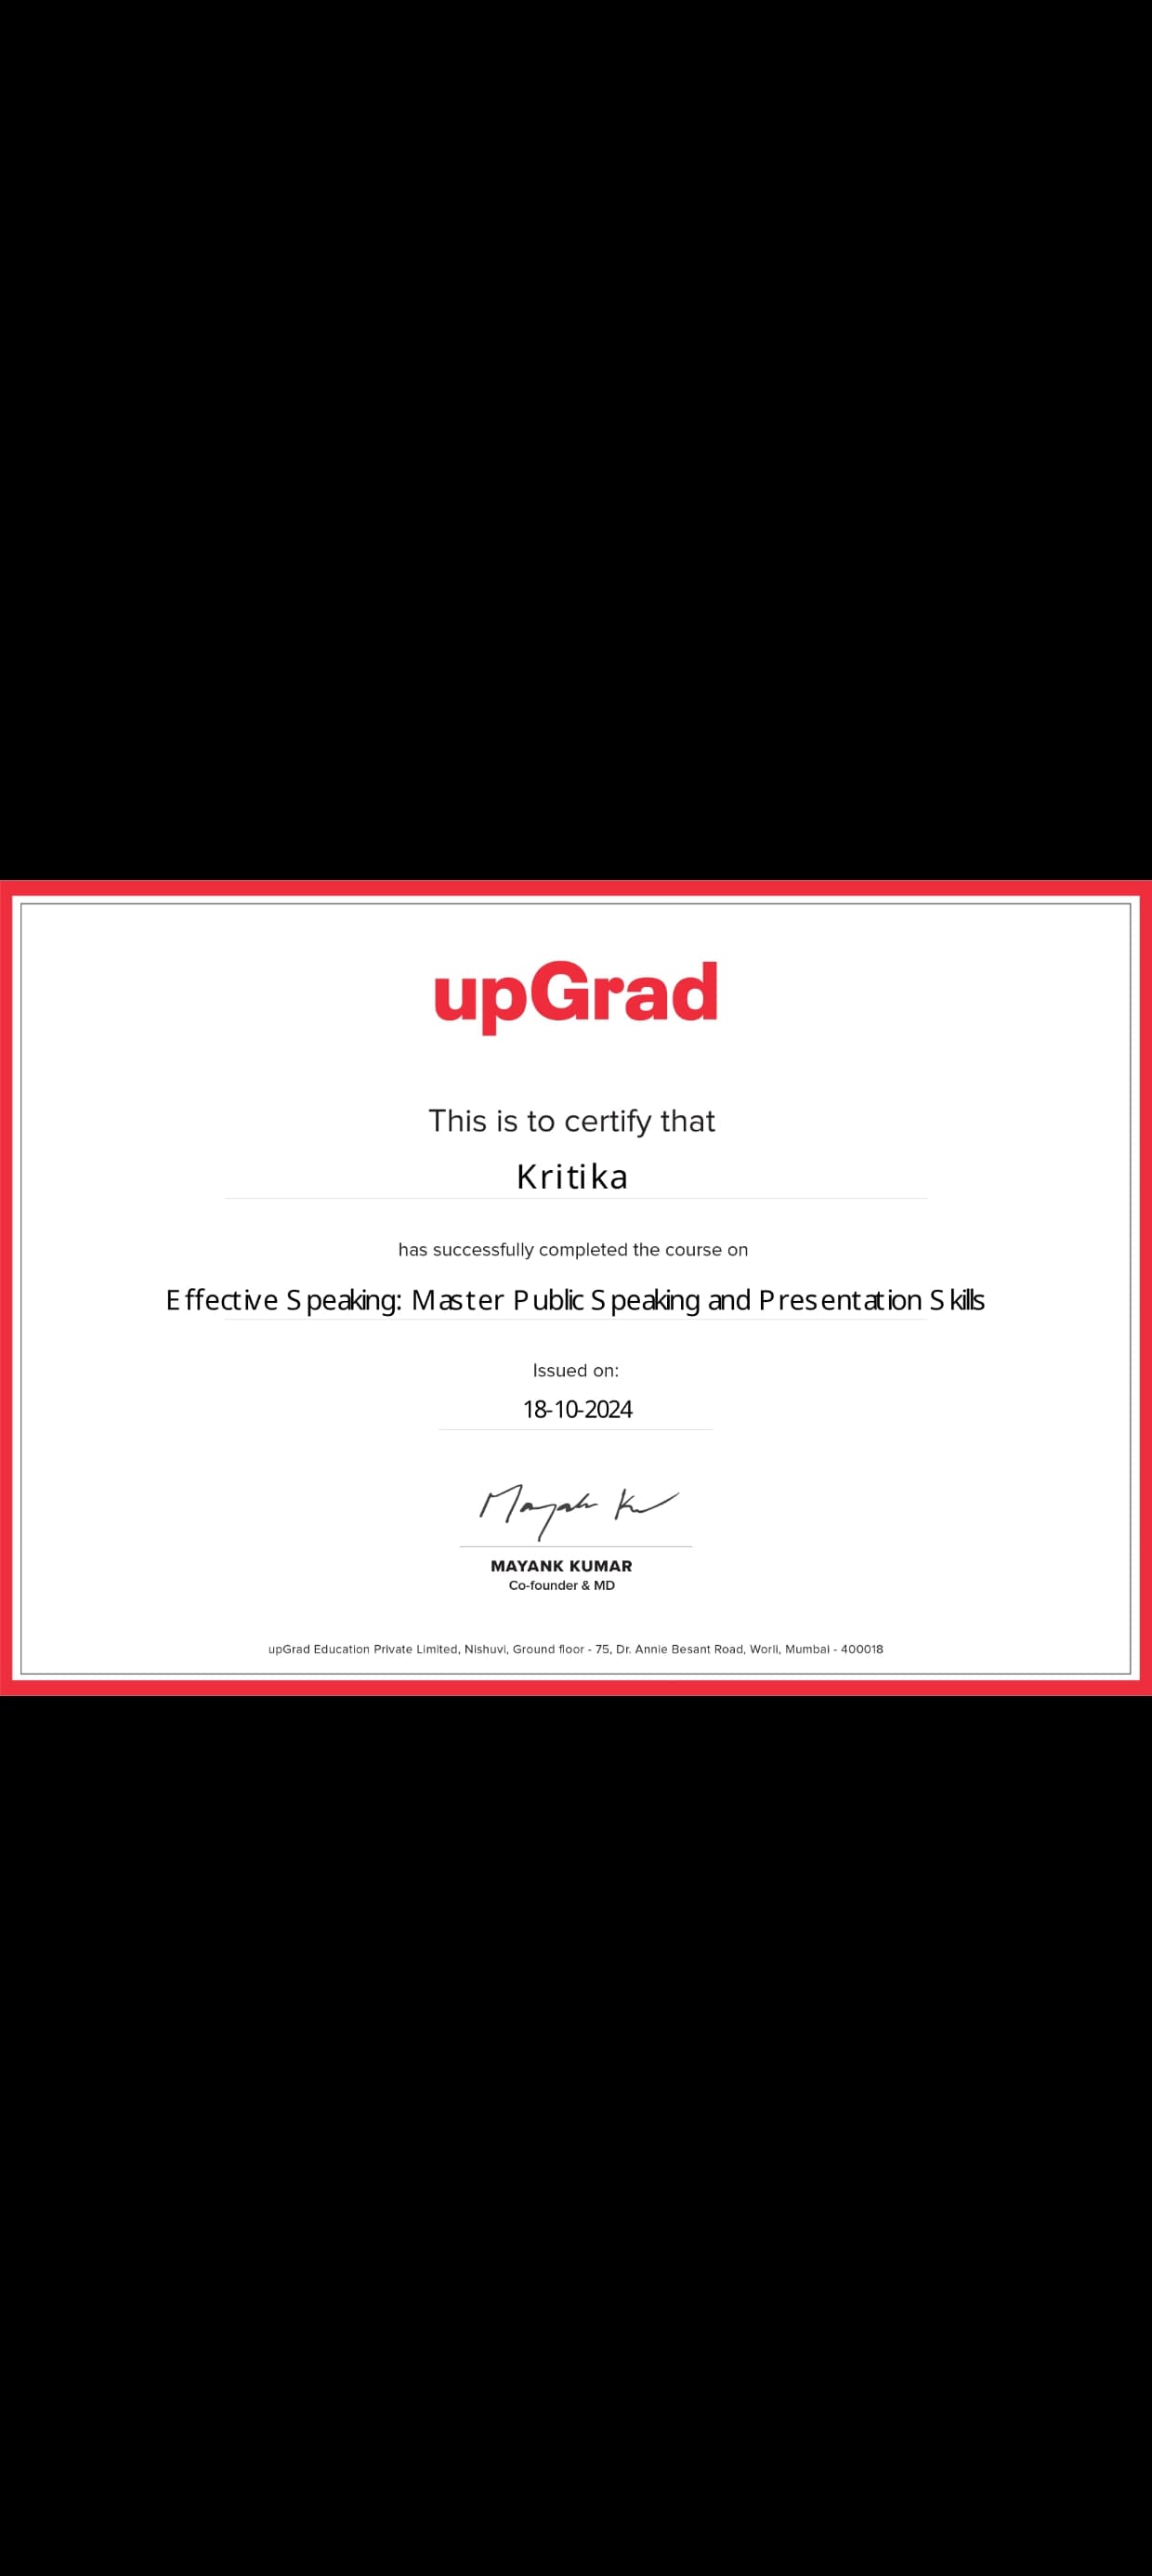 upGrad
This is to certify that
Kritika
has successfully completed the course on
Effective Speaking: Master Public Speaking and Presentation Skills
Issued on:
18-10-2024
MAYANK KUMAR
Co-founder & MD
upGrad Education Private Limited, Nishuvi, Ground floor - 75, Dr. Annie Besant Road, Worli, Mumbai - 400018